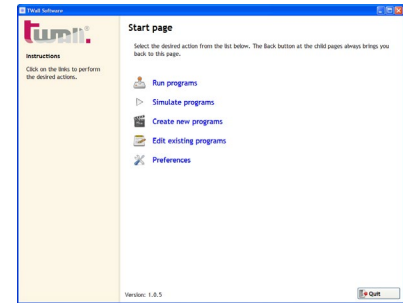 TWall Software
twall.
Start page
Select the desired action from the list below. The Back button at the child pages always brings you
back to this page.
Instructions
Click on the links to perform
the desired actions.
Run programs
Simulate programs
Create new programs
Edit existing programs
Preferences
Version: 1.0.5
Quit